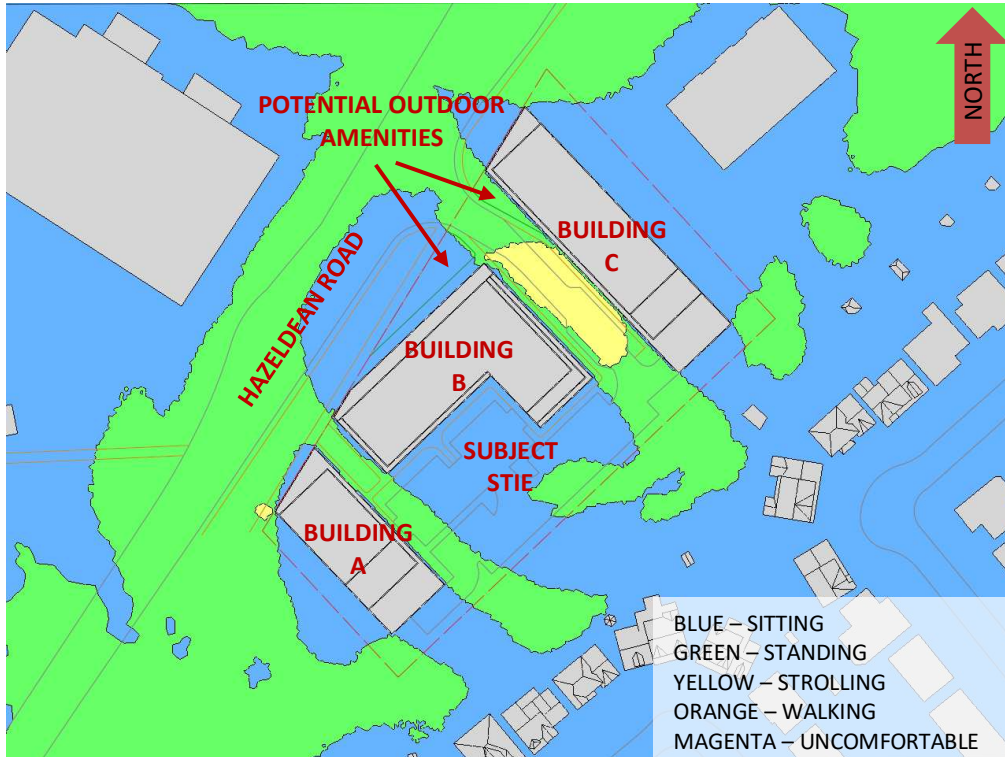 NORTH
POTENTIAL OUTDOOR
AMENITIES
BUILDING
C
HAZELDEAN ROAD
BUILDING
B
SUBJECT
STIE
BUILDING
A
BLUE – SITTING
GREEN – STANDING
YELLOW – STROLLING
ORANGE – WALKING
MAGENTA – UNCOMFORTABLE